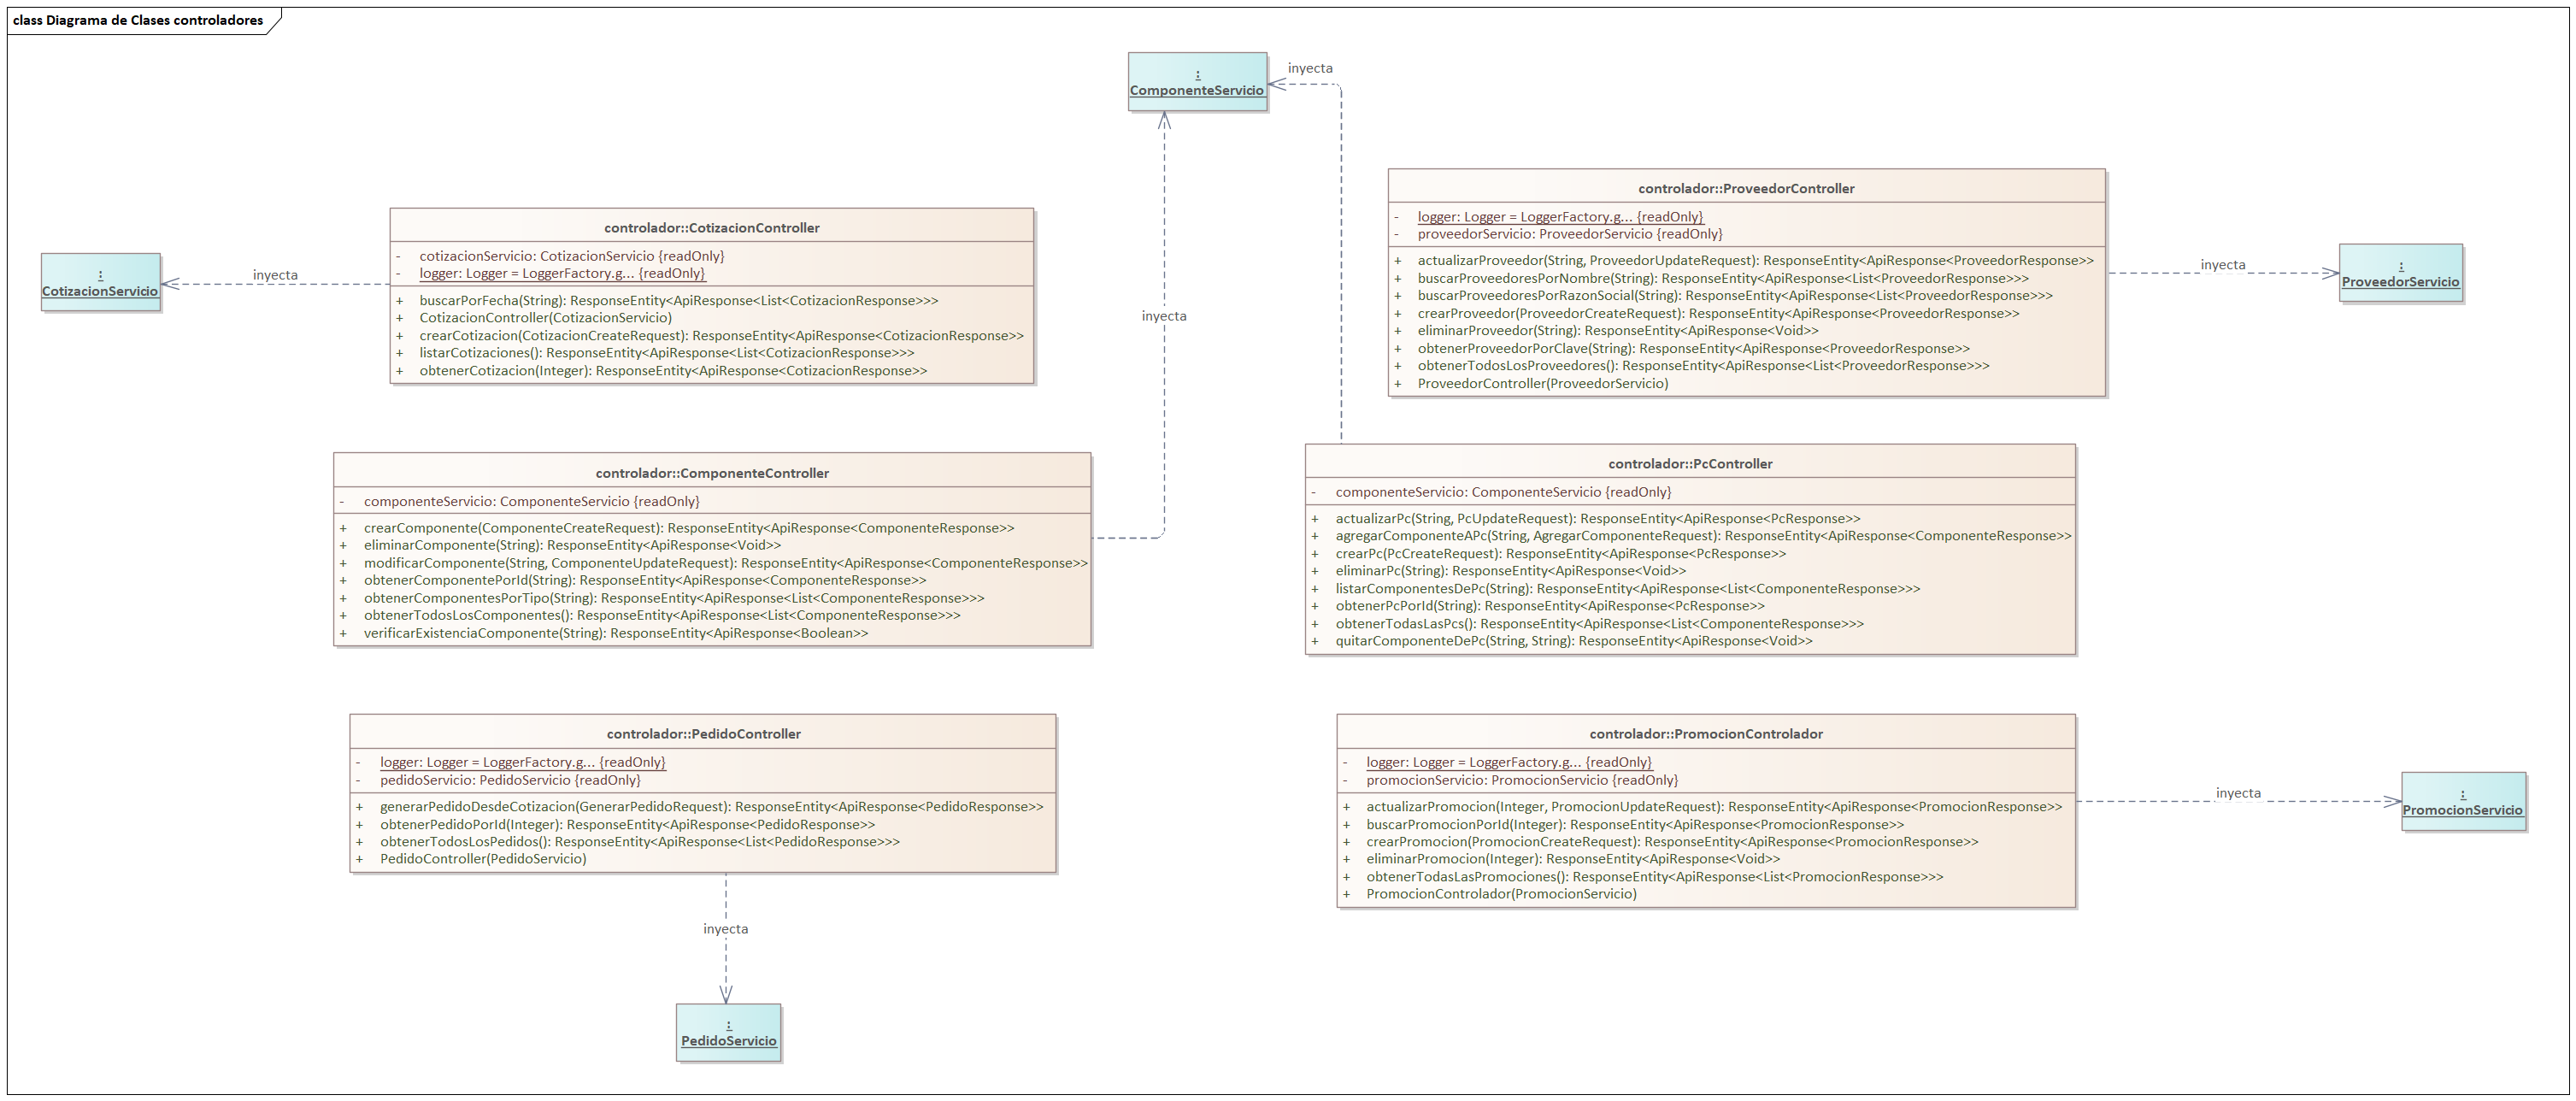 class Diagrama de Clases controladores
:
ComponenteServicio
inyecta
inyecta
controlador::CotizacionController
- cotizacionServicio: CotizacionServicio {readOnly}
- logger: Logger = LoggerFactory.g... {readOnly}
+ buscarPorFecha(String): ResponseEntity<ApiResponse<List<CotizacionResponse>>>
+ CotizacionController(CotizacionServicio)
+ crearCotizacion(CotizacionCreateRequest): ResponseEntity<ApiResponse<CotizacionResponse>>
+ listarCotizaciones(): ResponseEntity<ApiResponse<List<CotizacionResponse>>>
+ obtenerCotizacion(Integer): ResponseEntity<ApiResponse<CotizacionResponse>>
inyecta
:
CotizacionServicio
controlador::ProveedorController
- logger: Logger = LoggerFactory.g... {readOnly}
- proveedorServicio: ProveedorServicio {readOnly}
+ actualizarProveedor(String, ProveedorUpdateRequest): ResponseEntity<ApiResponse<ProveedorResponse>>
+ buscarProveedoresPorNombre(String): ResponseEntity<ApiResponse<List<ProveedorResponse>>>
+ buscarProveedoresPorRazonSocial(String): ResponseEntity<ApiResponse<List<ProveedorResponse>>>
+ crearProveedor(ProveedorCreateRequest): ResponseEntity<ApiResponse<ProveedorResponse>>
+ eliminarProveedor(String): ResponseEntity<ApiResponse<Void>>
+ obtenerProveedorPorClave(String): ResponseEntity<ApiResponse<ProveedorResponse>>
+ obtenerTodosLosProveedores(): ResponseEntity<ApiResponse<List<ProveedorResponse>>>
+ ProveedorController(ProveedorServicio)
inyecta
:
ProveedorServicio
controlador::ComponenteController
- componenteServicio: ComponenteServicio {readOnly}
+ crearComponente(ComponenteCreateRequest): ResponseEntity<ApiResponse<ComponenteResponse>>
+ eliminarComponente(String): ResponseEntity<ApiResponse<Void>>
+ modificarComponente(String, ComponenteUpdateRequest): ResponseEntity<ApiResponse<ComponenteResponse>>
+ obtenerComponentePorId(String): ResponseEntity<ApiResponse<ComponenteResponse>>
+ obtenerComponentesPorTipo(String): ResponseEntity<ApiResponse<List<ComponenteResponse>>>
+ obtenerTodosLosComponentes(): ResponseEntity<ApiResponse<List<ComponenteResponse>>>
+ verificarExistenciaComponente(String): ResponseEntity<ApiResponse<Boolean>>
controlador::PcController
- componenteServicio: ComponenteServicio {readOnly}
+ actualizarPc(String, PcUpdateRequest): ResponseEntity<ApiResponse<PcResponse>>
+ agregarComponenteAPc(String, AgregarComponenteRequest): ResponseEntity<ApiResponse<ComponenteResponse>>
+ crearPc(PcCreateRequest): ResponseEntity<ApiResponse<PcResponse>>
+ eliminarPc(String): ResponseEntity<ApiResponse<Void>>
+ listarComponentesDePc(String): ResponseEntity<ApiResponse<List<ComponenteResponse>>>
+ obtenerPcPorId(String): ResponseEntity<ApiResponse<PcResponse>>
+ obtenerTodasLasPcs(): ResponseEntity<ApiResponse<List<ComponenteResponse>>>
+ quitarComponenteDePc(String, String): ResponseEntity<ApiResponse<Void>>
controlador::PedidoController
- logger: Logger = LoggerFactory.g... {readOnly}
- pedidoServicio: PedidoServicio {readOnly}
+ generarPedidoDesdeCotizacion(GenerarPedidoRequest): ResponseEntity<ApiResponse<PedidoResponse>>
+ obtenerPedidoPorId(Integer): ResponseEntity<ApiResponse<PedidoResponse>>
+ obtenerTodosLosPedidos(): ResponseEntity<ApiResponse<List<PedidoResponse>>>
+ PedidoController(PedidoServicio)
inyecta
:
PedidoServicio
controlador::PromocionControlador
- logger: Logger = LoggerFactory.g... {readOnly}
- promocionServicio: PromocionServicio {readOnly}
+ actualizarPromocion(Integer, PromocionUpdateRequest): ResponseEntity<ApiResponse<PromocionResponse>>
+ buscarPromocionPorId(Integer): ResponseEntity<ApiResponse<PromocionResponse>>
+ crearPromocion(PromocionCreateRequest): ResponseEntity<ApiResponse<PromocionResponse>>
+ eliminarPromocion(Integer): ResponseEntity<ApiResponse<Void>>
+ obtenerTodasLasPromociones(): ResponseEntity<ApiResponse<List<PromocionResponse>>>
+ PromocionControlador(PromocionServicio)
inyecta
:
PromocionServicio